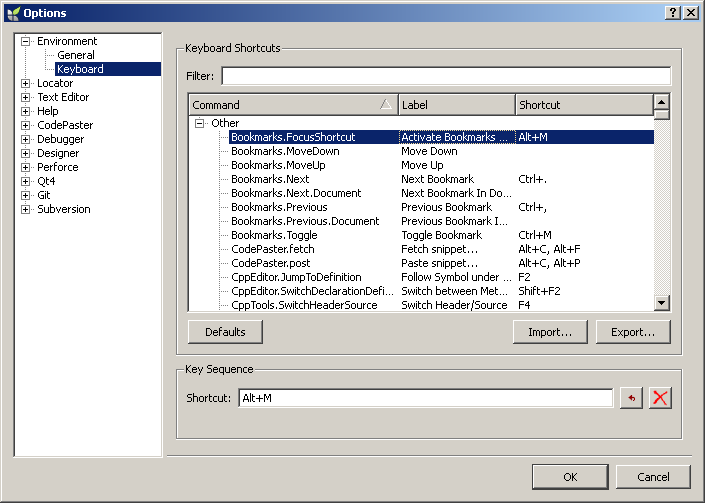 Options
Environment
General
Keyboard
Locator
Text Editor
Help
CodePaster
Debugger
Designer
Perforce
Qt4
Git
Subversion
Keyboard Shortcuts
Filter:
Command Label Shortcut
Other
Bookmarks.FocusShortcut Activate Bookmarks ... Alt+M
Bookmarks.MoveDown Move Down
Bookmarks.MoveUp Move Up
Bookmarks.Next Next Bookmark Ctrl+.
Bookmarks.Next.Document Next Bookmark In Do...
Bookmarks.Previous Previous Bookmark Ctrl+,
Bookmarks.Previous.Document Previous Bookmark I...
Bookmarks.Toggle Toggle Bookmark Ctrl+M
CodePaster.fetch Fetch snippet... Alt+C, Alt+F
CodePaster.post Paste snippet... Alt+C, Alt+P
CppEditor.JumpToDefinition Follow Symbol under ... F2
CppEditor.SwitchDeclarationDefi... Switch between Met... Shift+F2
CppTools.SwitchHeaderSource Switch Header/Source F4
Defaults Import... Export...
Key Sequence
Shortcut: Alt+M
OK Cancel